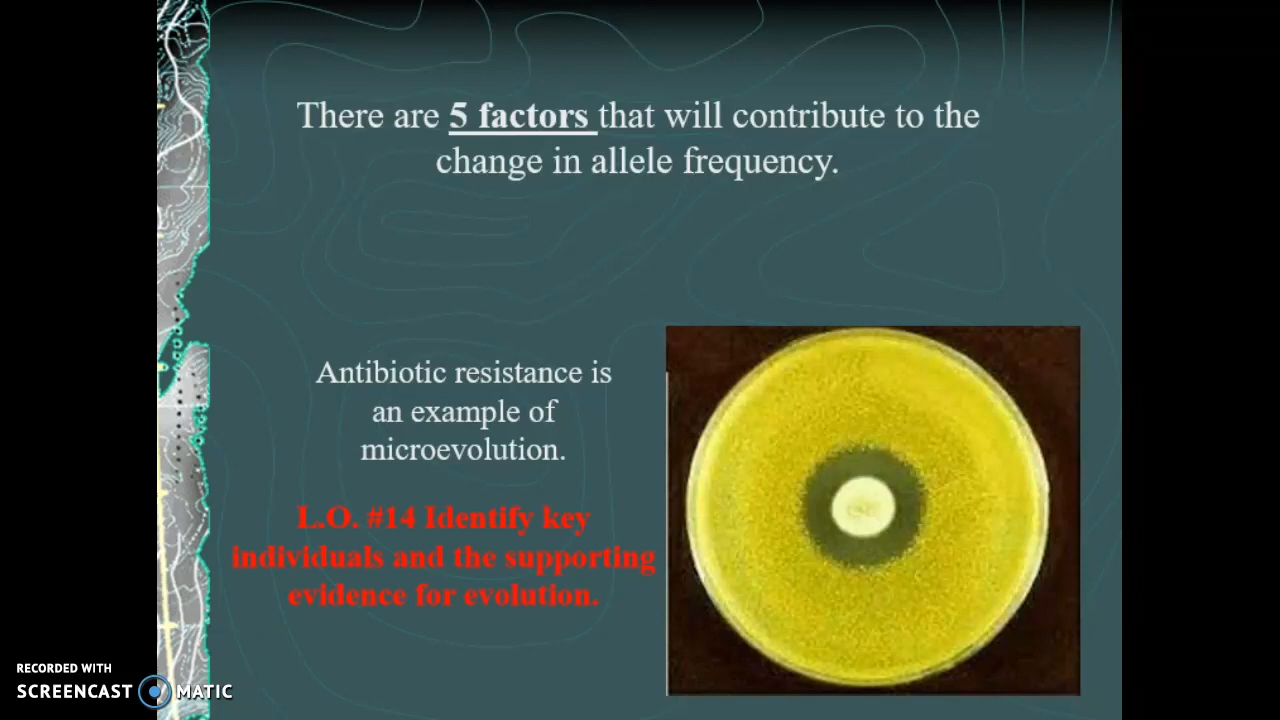 There are 5 factors that will contribute to the
change in allele frequency.
Antibiotic resistance is
an example of
microevolution.
L.O. #14 Identify key
individuals and the supporting
evidence for evolution.
RECORDED WITH
SCREENCAST MATIC